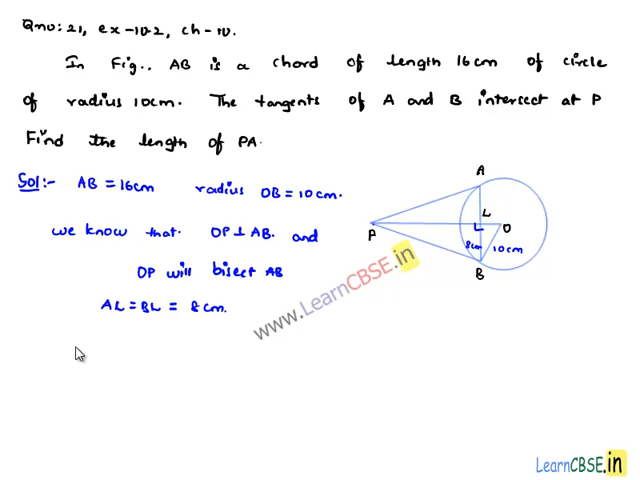 Qno: 21, ex-10.2, ch-10.
In Fig., AB is a chord of length 16cm of circle
of radius 10cm. The tangents of A and B intersect at P
Find the length of PA.
Sol:- AB = 16cm radius OB = 10cm.
we know that OP ⊥ AB. and
OP will bisect AB
AL = BL = 8cm.
A
L
O
P
8cm
10cm
B
www.LearnCBSE.in
LearnCBSE.in